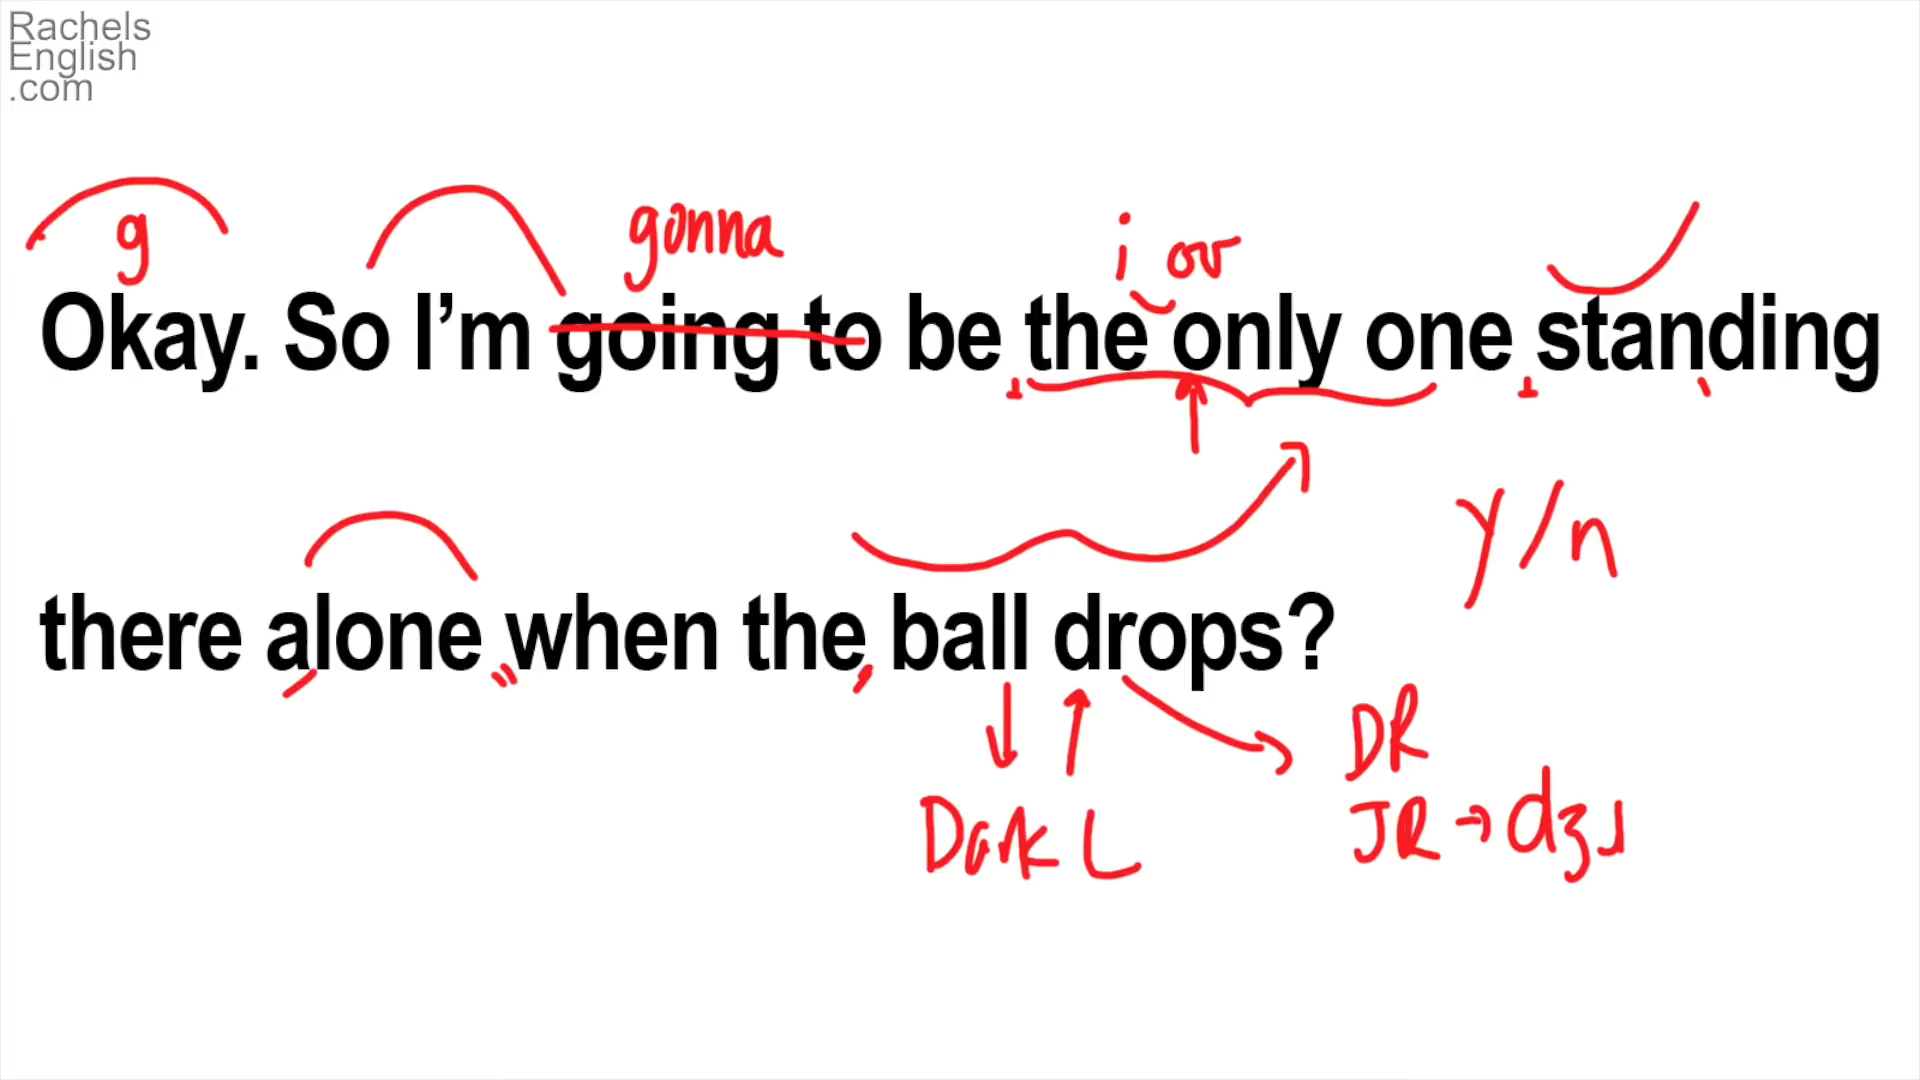 Rachels
English
.com
g gonna i ou
Okay. So I'm going to be the only one standing
y/n
there alone when the ball drops?
DR
Dark L JR → dʒɹ